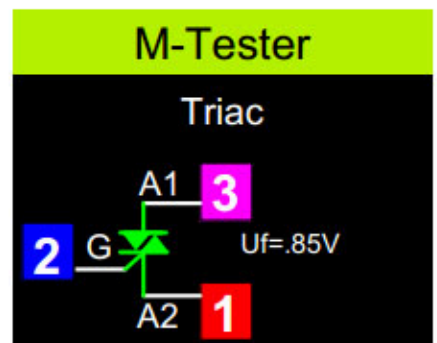 M-Tester
Triac
A1 3
2 G Uf=.85V
A2 1